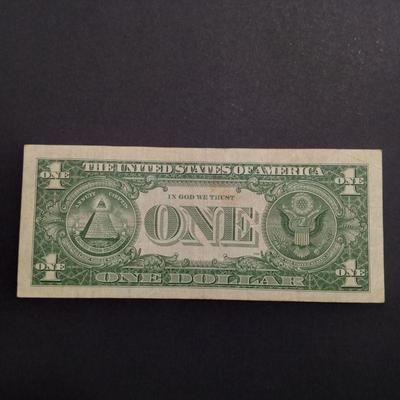 1 THE UNITED STATES OF AMERICA 1
ONE ONE
IN GOD WE TRUST
ONE
ONE ONE
1 ONE DOLLAR 1